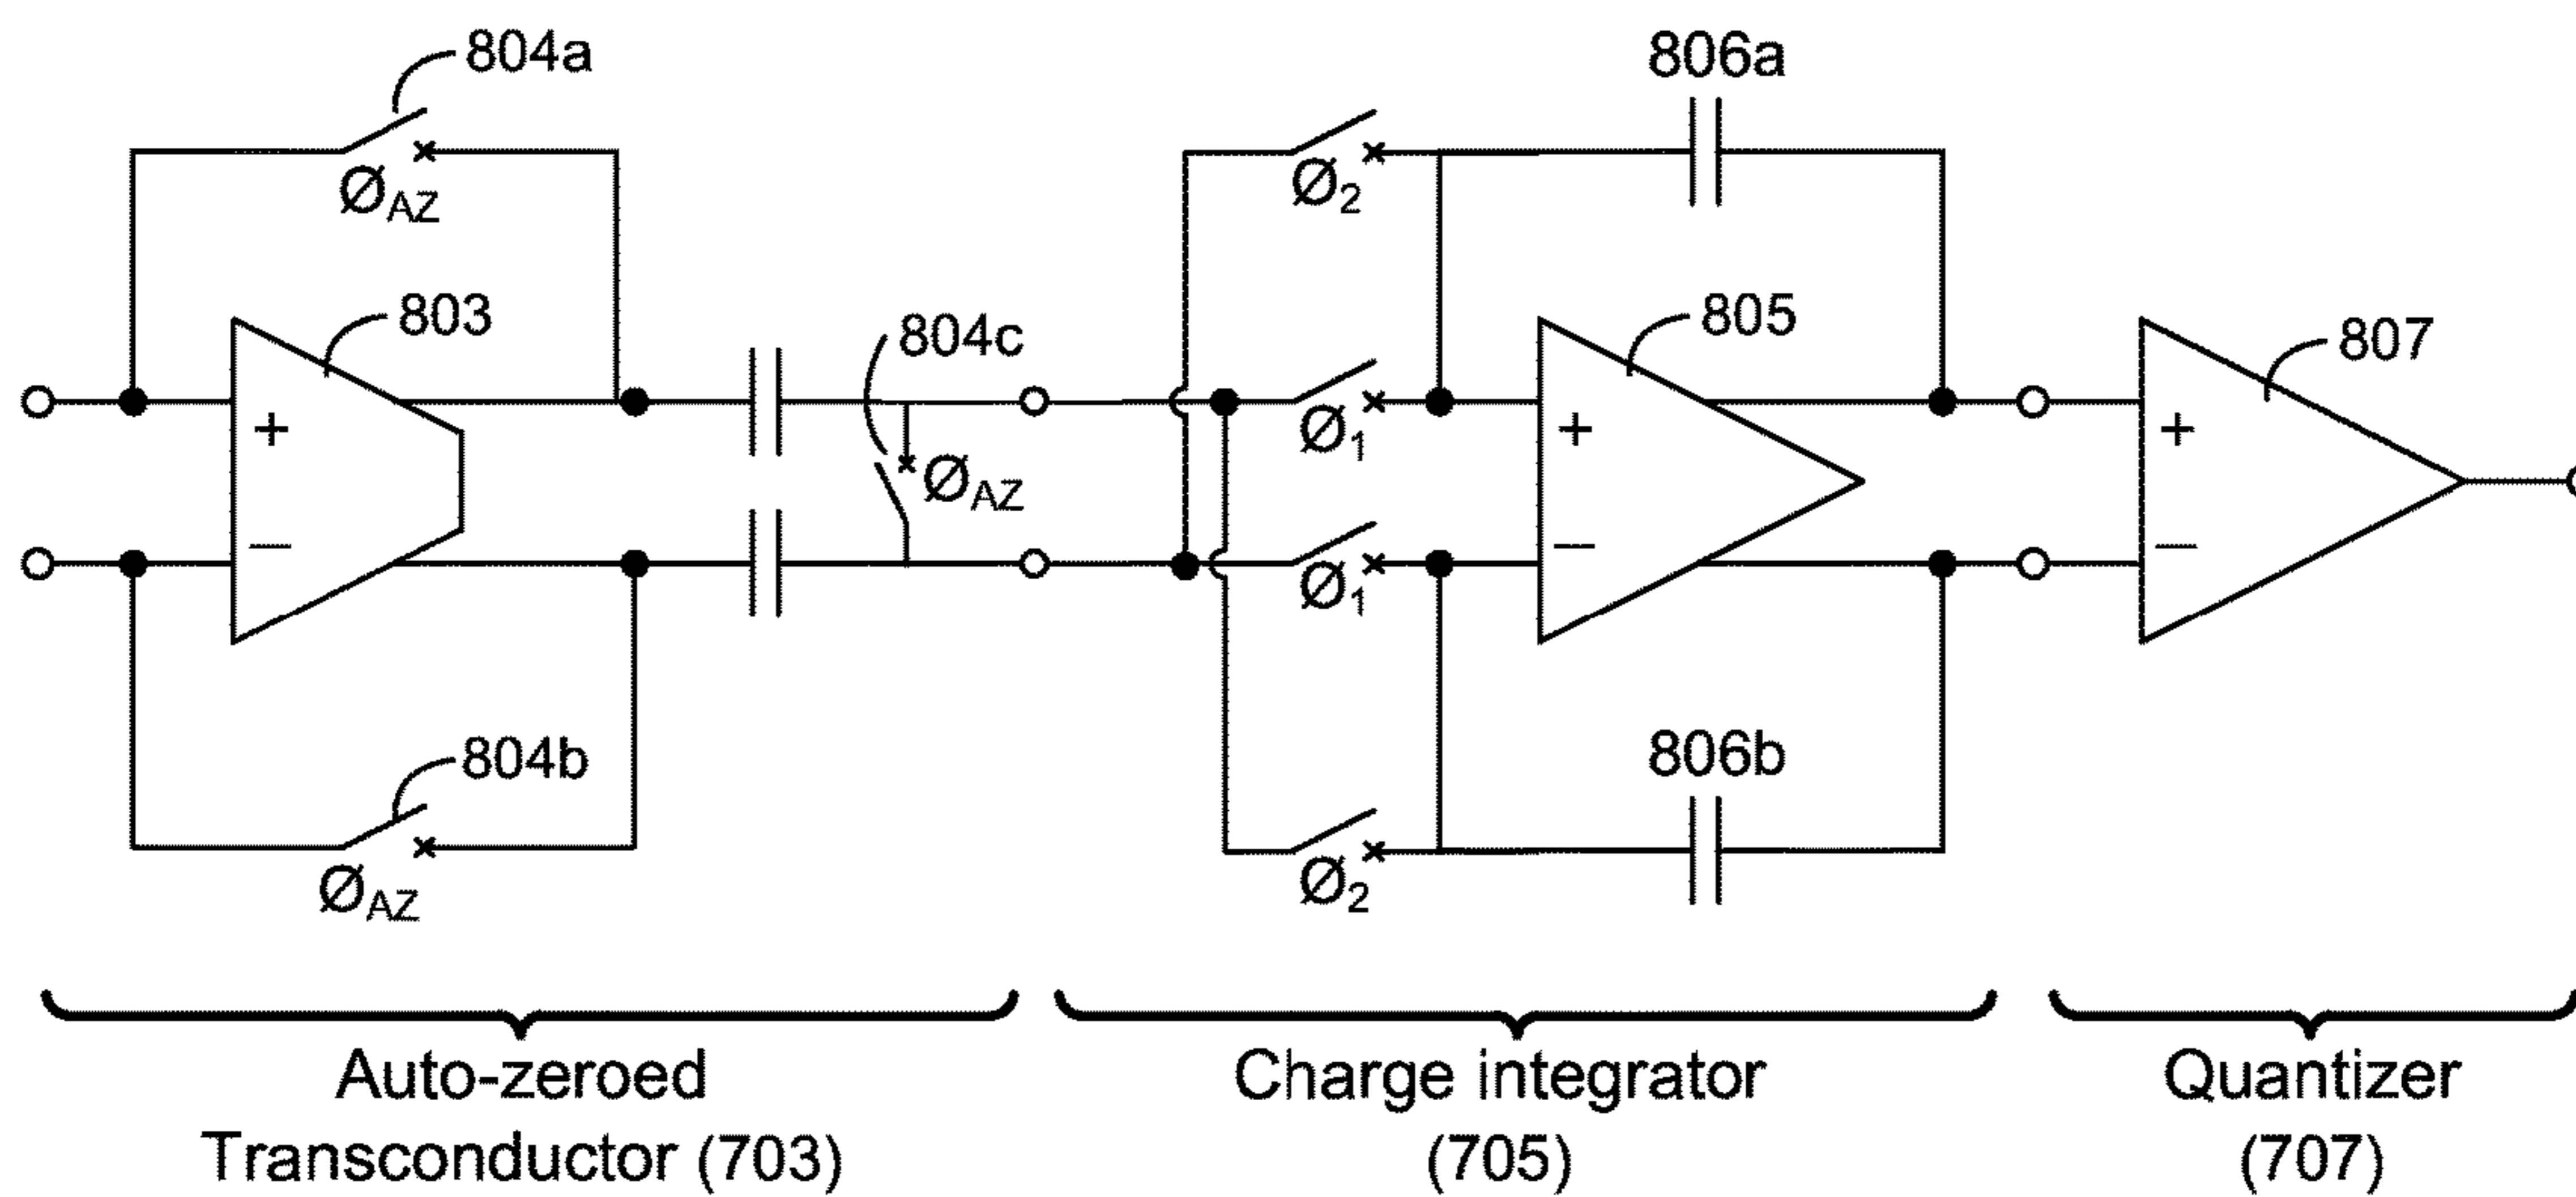 804a
806a
Ø2
ØAZ
803
804c
805
807
+
+
+
Ø1
ØAZ
−
−
−
Ø1
804b
806b
ØAZ
Ø2
Auto-zeroed
Transconductor (703)
Charge integrator
(705)
Quantizer
(707)